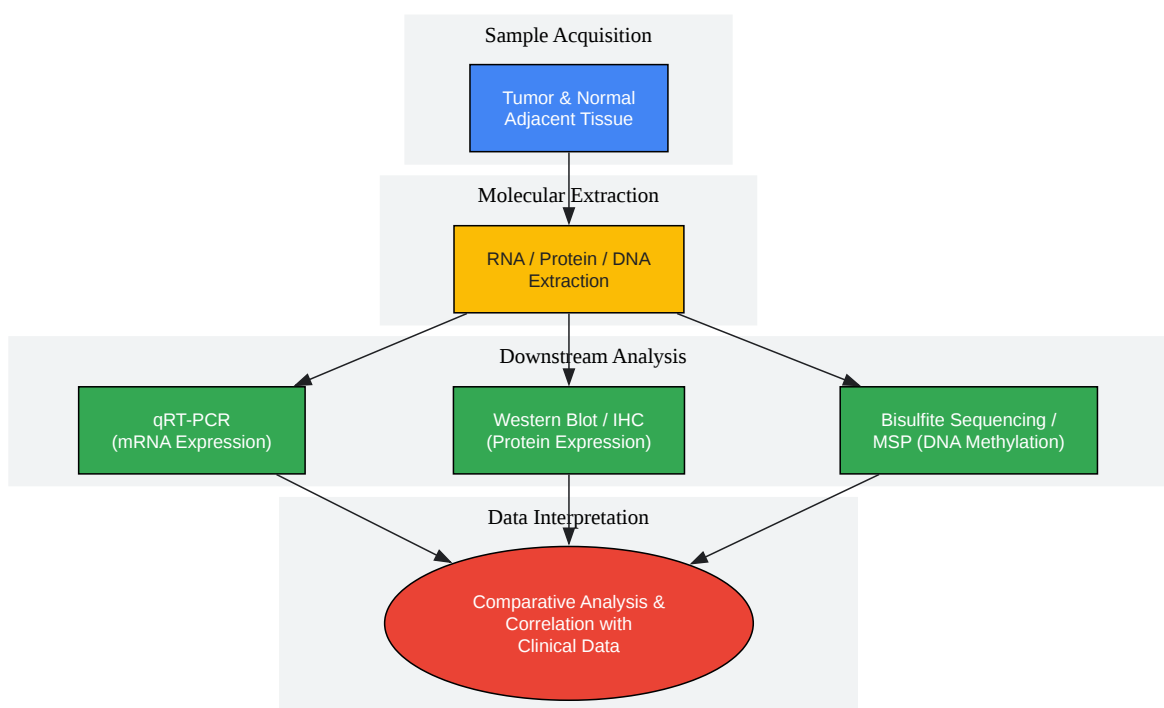 Sample Acquisition
Tumor & Normal
Adjacent Tissue
Molecular Extraction
RNA / Protein / DNA
Extraction
Downstream Analysis
qRT-PCR
(mRNA Expression)
Western Blot / IHC
(Protein Expression)
Bisulfite Sequencing /
MSP (DNA Methylation)
Data Interpretation
Comparative Analysis &
Correlation with
Clinical Data